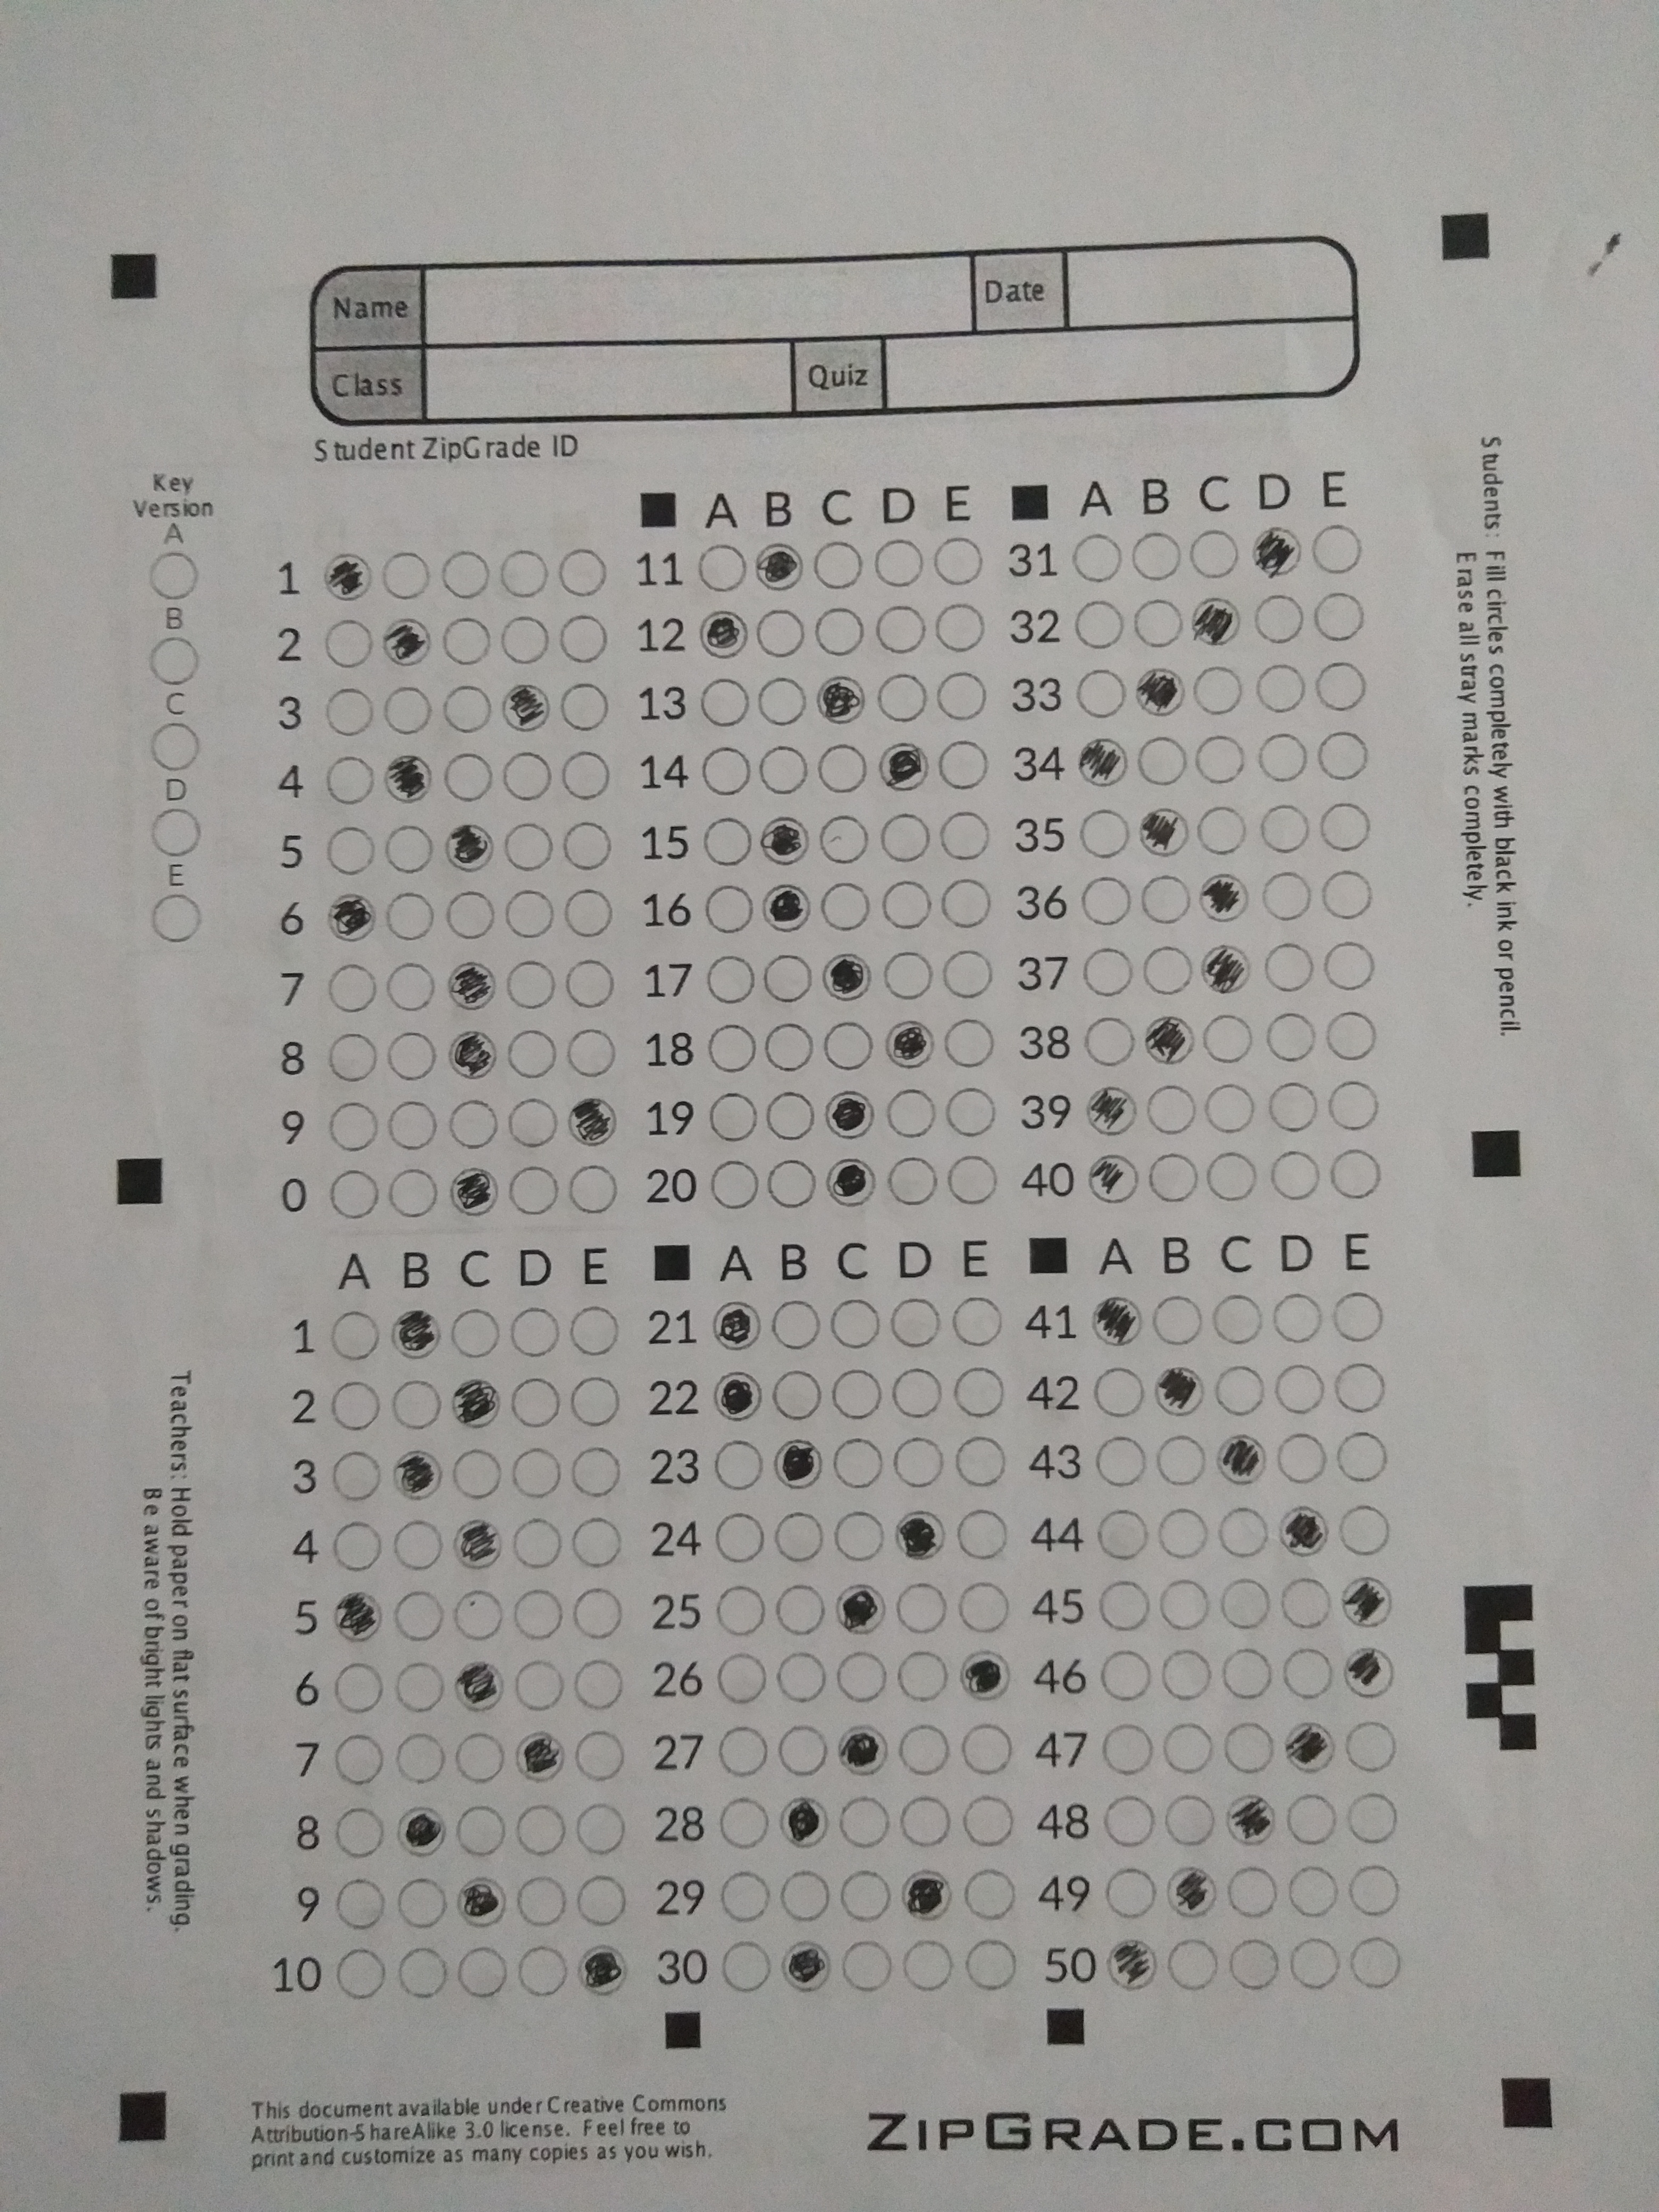 Name
Date
Class
Quiz
Student ZipGrade ID
Key
Version
A
B
C
D
E
1
2
3
4
5
6
7
8
9
0
A B C D E
1
2
3
4
5
6
7
8
9
10
A B C D E
11
12
13
14
15
16
17
18
19
20
A B C D E
21
22
23
24
25
26
27
28
29
30
A B C D E
31
32
33
34
35
36
37
38
39
40
A B C D E
41
42
43
44
45
46
47
48
49
50
Students: Fill circles completely with black ink or pencil.
Erase all stray marks completely.
Teachers: Hold paper on flat surface when grading.
Be aware of bright lights and shadows.
This document available under Creative Commons
Attribution-ShareAlike 3.0 license. Feel free to
print and customize as many copies as you wish.
ZIPGRADE.COM